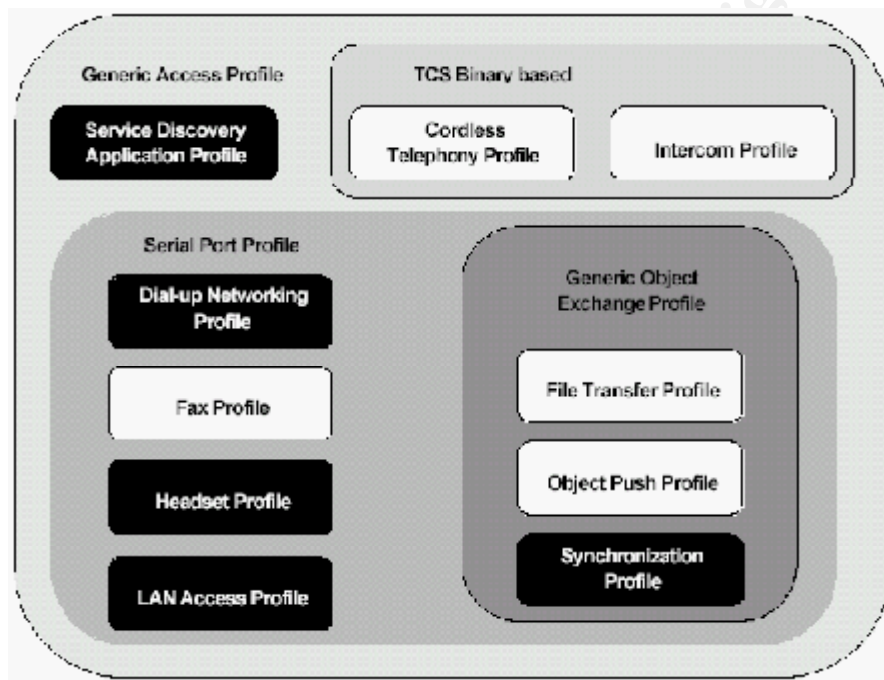 Generic Access Profile
TCS Binary based
Service Discovery
Application Profile
Cordless
Telephony Profile
Intercom Profile
Serial Port Profile
Dial-up Networking
Profile
Fax Profile
Headset Profile
LAN Access Profile
Generic Object
Exchange Profile
File Transfer Profile
Object Push Profile
Synchronization
Profile